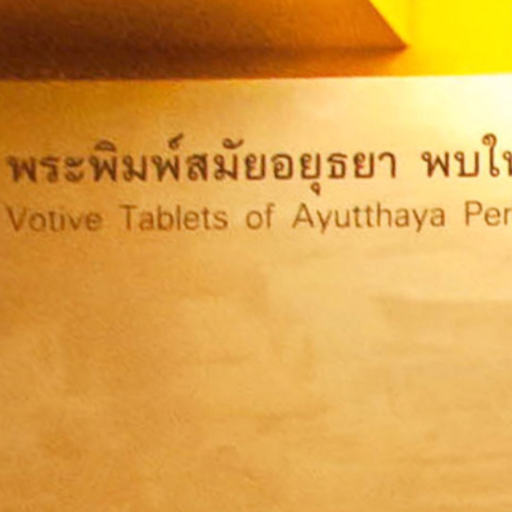 พระพิมพ์สมัยอยุธยา พบใ
Votive Tablets of Ayutthaya Per